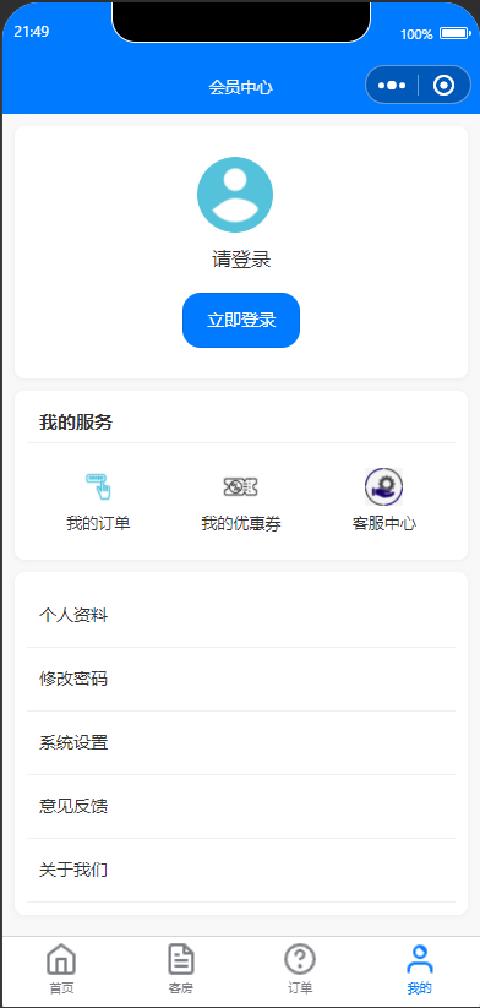 21:49
100%
会员中心
请登录
立即登录
我的服务
我的订单 我的优惠券 客服中心
个人资料
修改密码
系统设置
意见反馈
关于我们
首页 客房 订单 我的